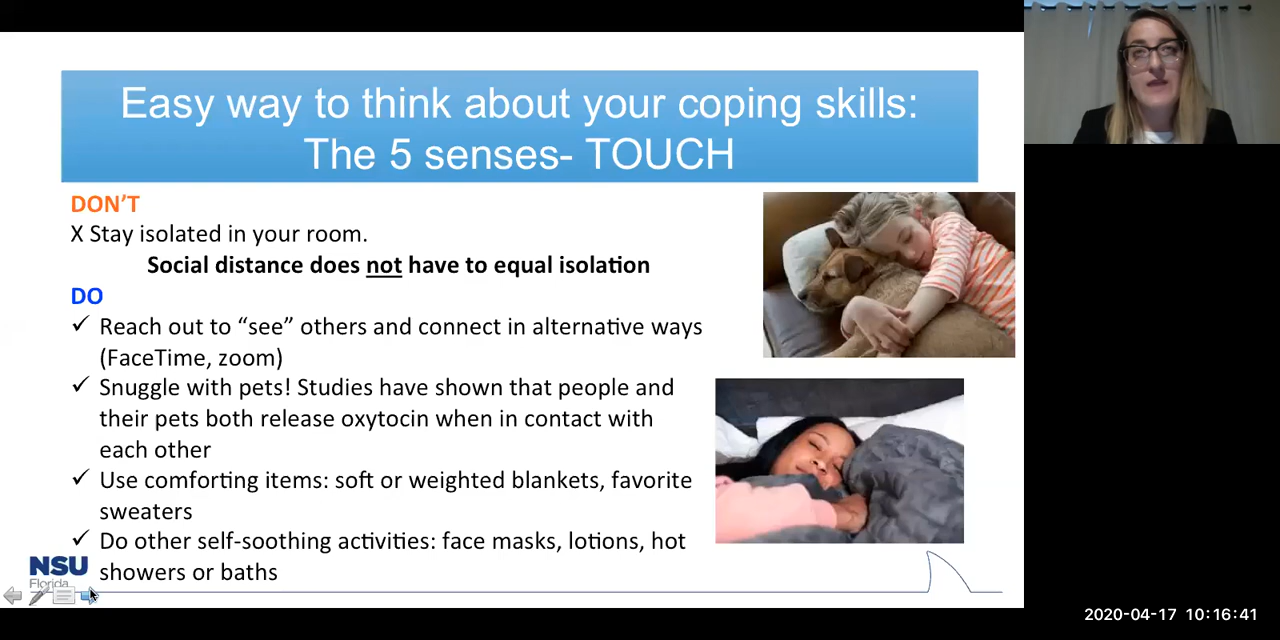 Easy way to think about your coping skills:
The 5 senses- TOUCH
DON'T
X Stay isolated in your room.
Social distance does not have to equal isolation
DO
✓ Reach out to “see” others and connect in alternative ways
(FaceTime, zoom)
✓ Snuggle with pets! Studies have shown that people and
their pets both release oxytocin when in contact with
each other
✓ Use comforting items: soft or weighted blankets, favorite
sweaters
✓ Do other self-soothing activities: face masks, lotions, hot
showers or baths
NSU
Florida
2020-04-17 10:16:41